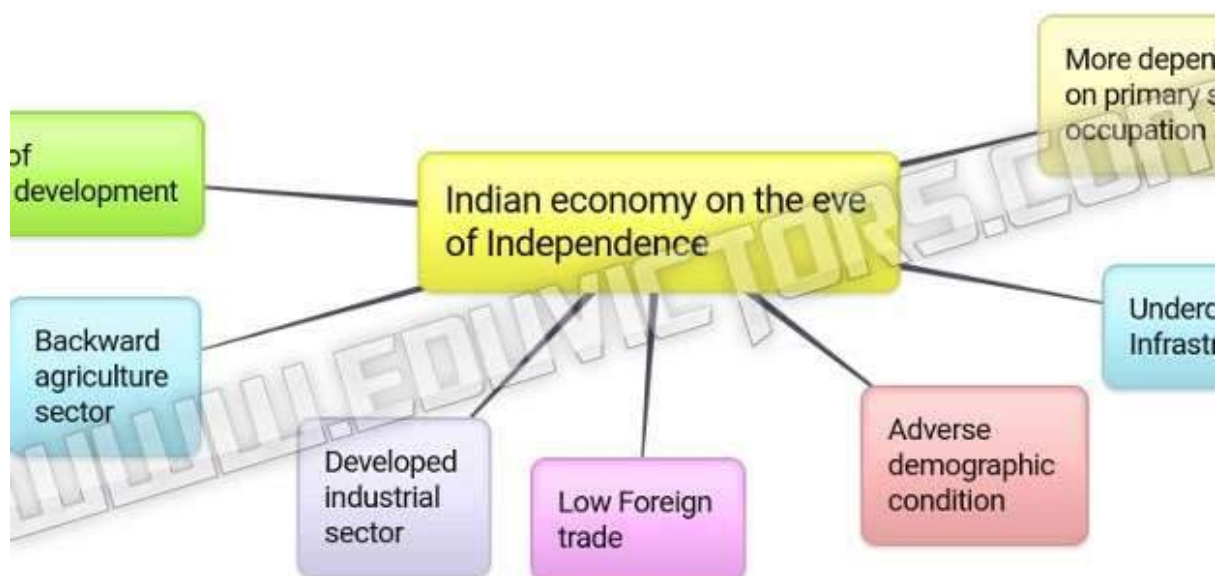 More depen
on primary s
occupation
of
development
Indian economy on the eve
of Independence
Backward
agriculture
sector
Underd
Infrastr
Developed
industrial
sector
Low Foreign
trade
Adverse
demographic
condition
WWW.EDUVICTORS.COM